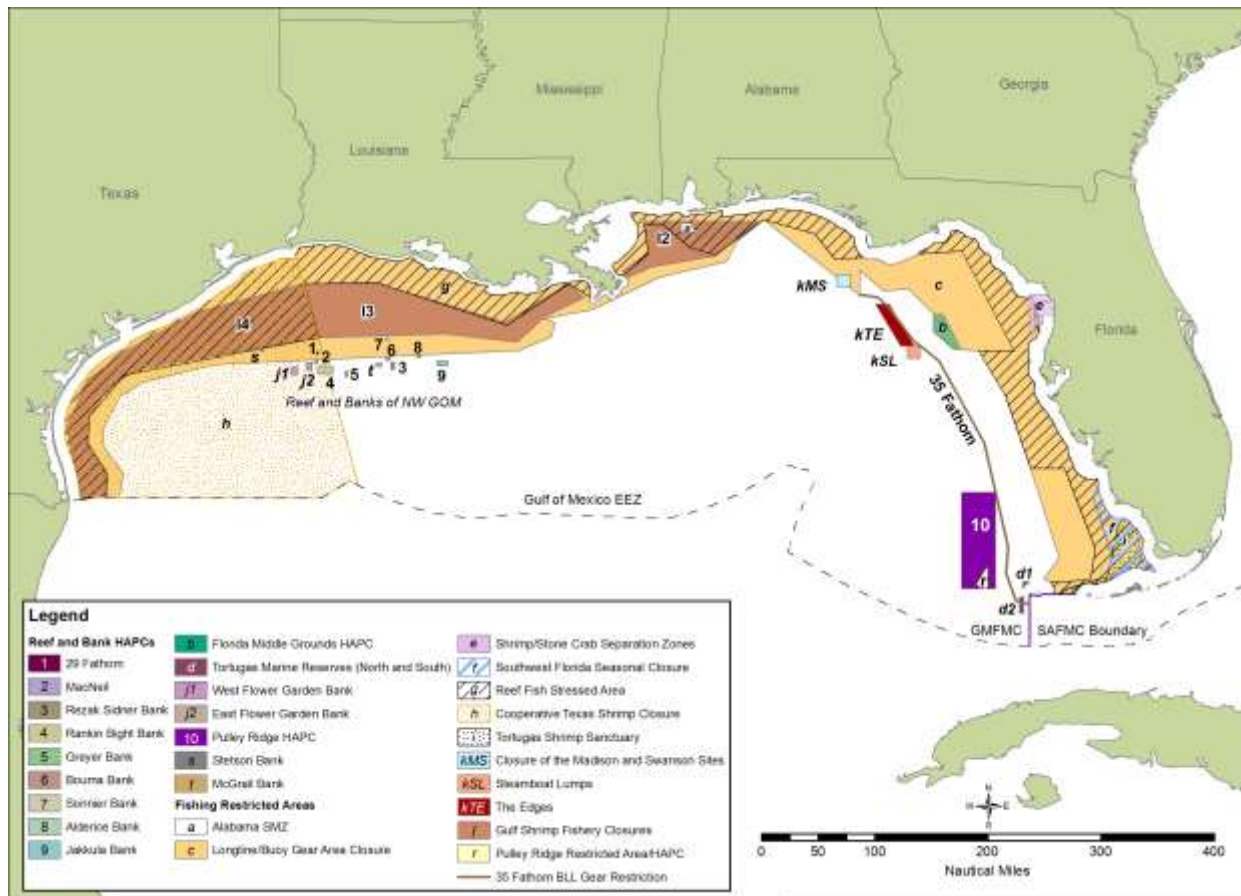 Mississippi
Alabama
Georgia
Louisiana
Texas
Florida
a
l2
g
l4
l3
c
e
kMS
b
kTE
kSL
s
1
2
7
6
8
j1
j2
4
5
t
3
9
Reef and Banks of NW GOM
h
35 Fathom
Gulf of Mexico EEZ
10
r
f
i
d1
r
d2
GMFMC
SAFMC Boundary
Legend
Reef and Bank HAPCs
1 29 Fathom
2 MacNeil
3 Rezak Sidner Bank
4 Rankin Bright Bank
5 Greyer Bank
6 Bouma Bank
7 Sonnier Bank
8 Alderice Bank
9 Jakkula Bank
b Florida Middle Grounds HAPC
d Tortugas Marine Reserves (North and South)
j1 West Flower Garden Bank
j2 East Flower Garden Bank
10 Pulley Ridge HAPC
s Stetson Bank
t McGrail Bank
Fishing Restricted Areas
a Alabama SMZ
c Longline/Buoy Gear Area Closure
e Shrimp/Stone Crab Separation Zones
f Southwest Florida Seasonal Closure
g Reef Fish Stressed Area
h Cooperative Texas Shrimp Closure
i Tortugas Shrimp Sanctuary
kMS Closure of the Madison and Swanson Sites
kSL Steamboat Lumps
kTE The Edges
l Gulf Shrimp Fishery Closures
r Pulley Ridge Restricted Area/HAPC
35 Fathom BLL Gear Restriction
N
W E
S
0 50 100 200 300 400
Nautical Miles